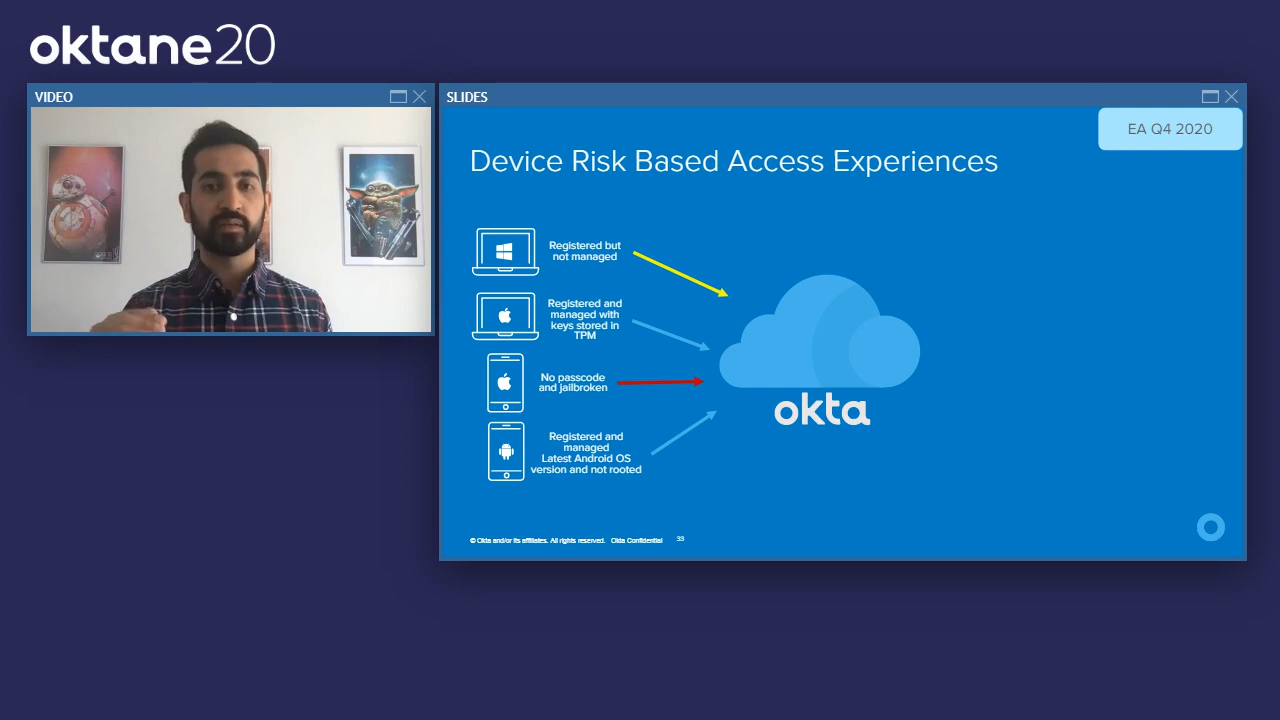 oktane20
VIDEO
SLIDES
EA Q4 2020
Device Risk Based Access Experiences
Registered but
not managed
Registered and
managed with
keys stored in
TPM
No passcode
and jailbroken
Registered and
managed
Latest Android OS
version and not rooted
okta
© Okta and/or its affiliates. All rights reserved. Okta Confidential 33